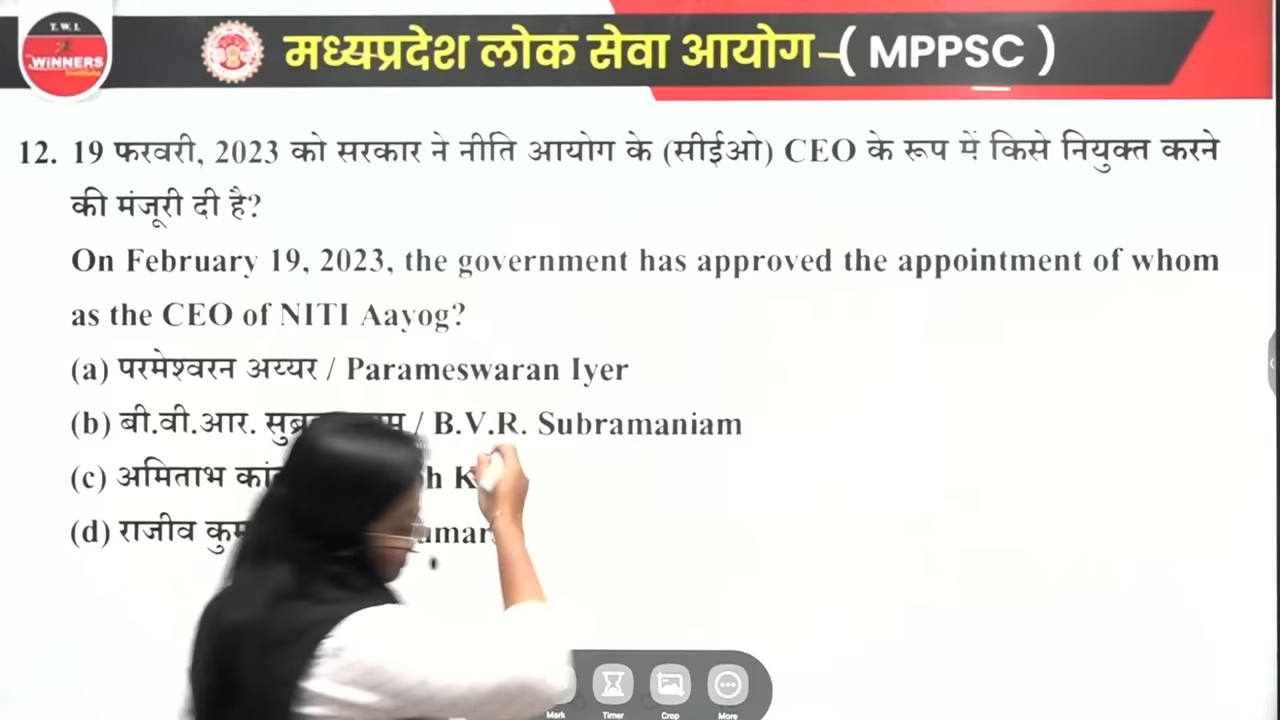 T.W.I.
WINNERS
Institute
मध्यप्रदेश लोक सेवा आयोग–( MPPSC )
12. 19 फरवरी, 2023 को सरकार ने नीति आयोग के (सीईओ) CEO के रूप में किसे नियुक्त करने
की मंजूरी दी है?
On February 19, 2023, the government has approved the appointment of whom
as the CEO of NITI Aayog?
(a) परमेश्वरन अय्यर / Parameswaran Iyer
(b) बी.वी.आर. / B.V.R. Subramaniam
(c) अमिताभ
(d) राजीव
Mark Timer Crop More